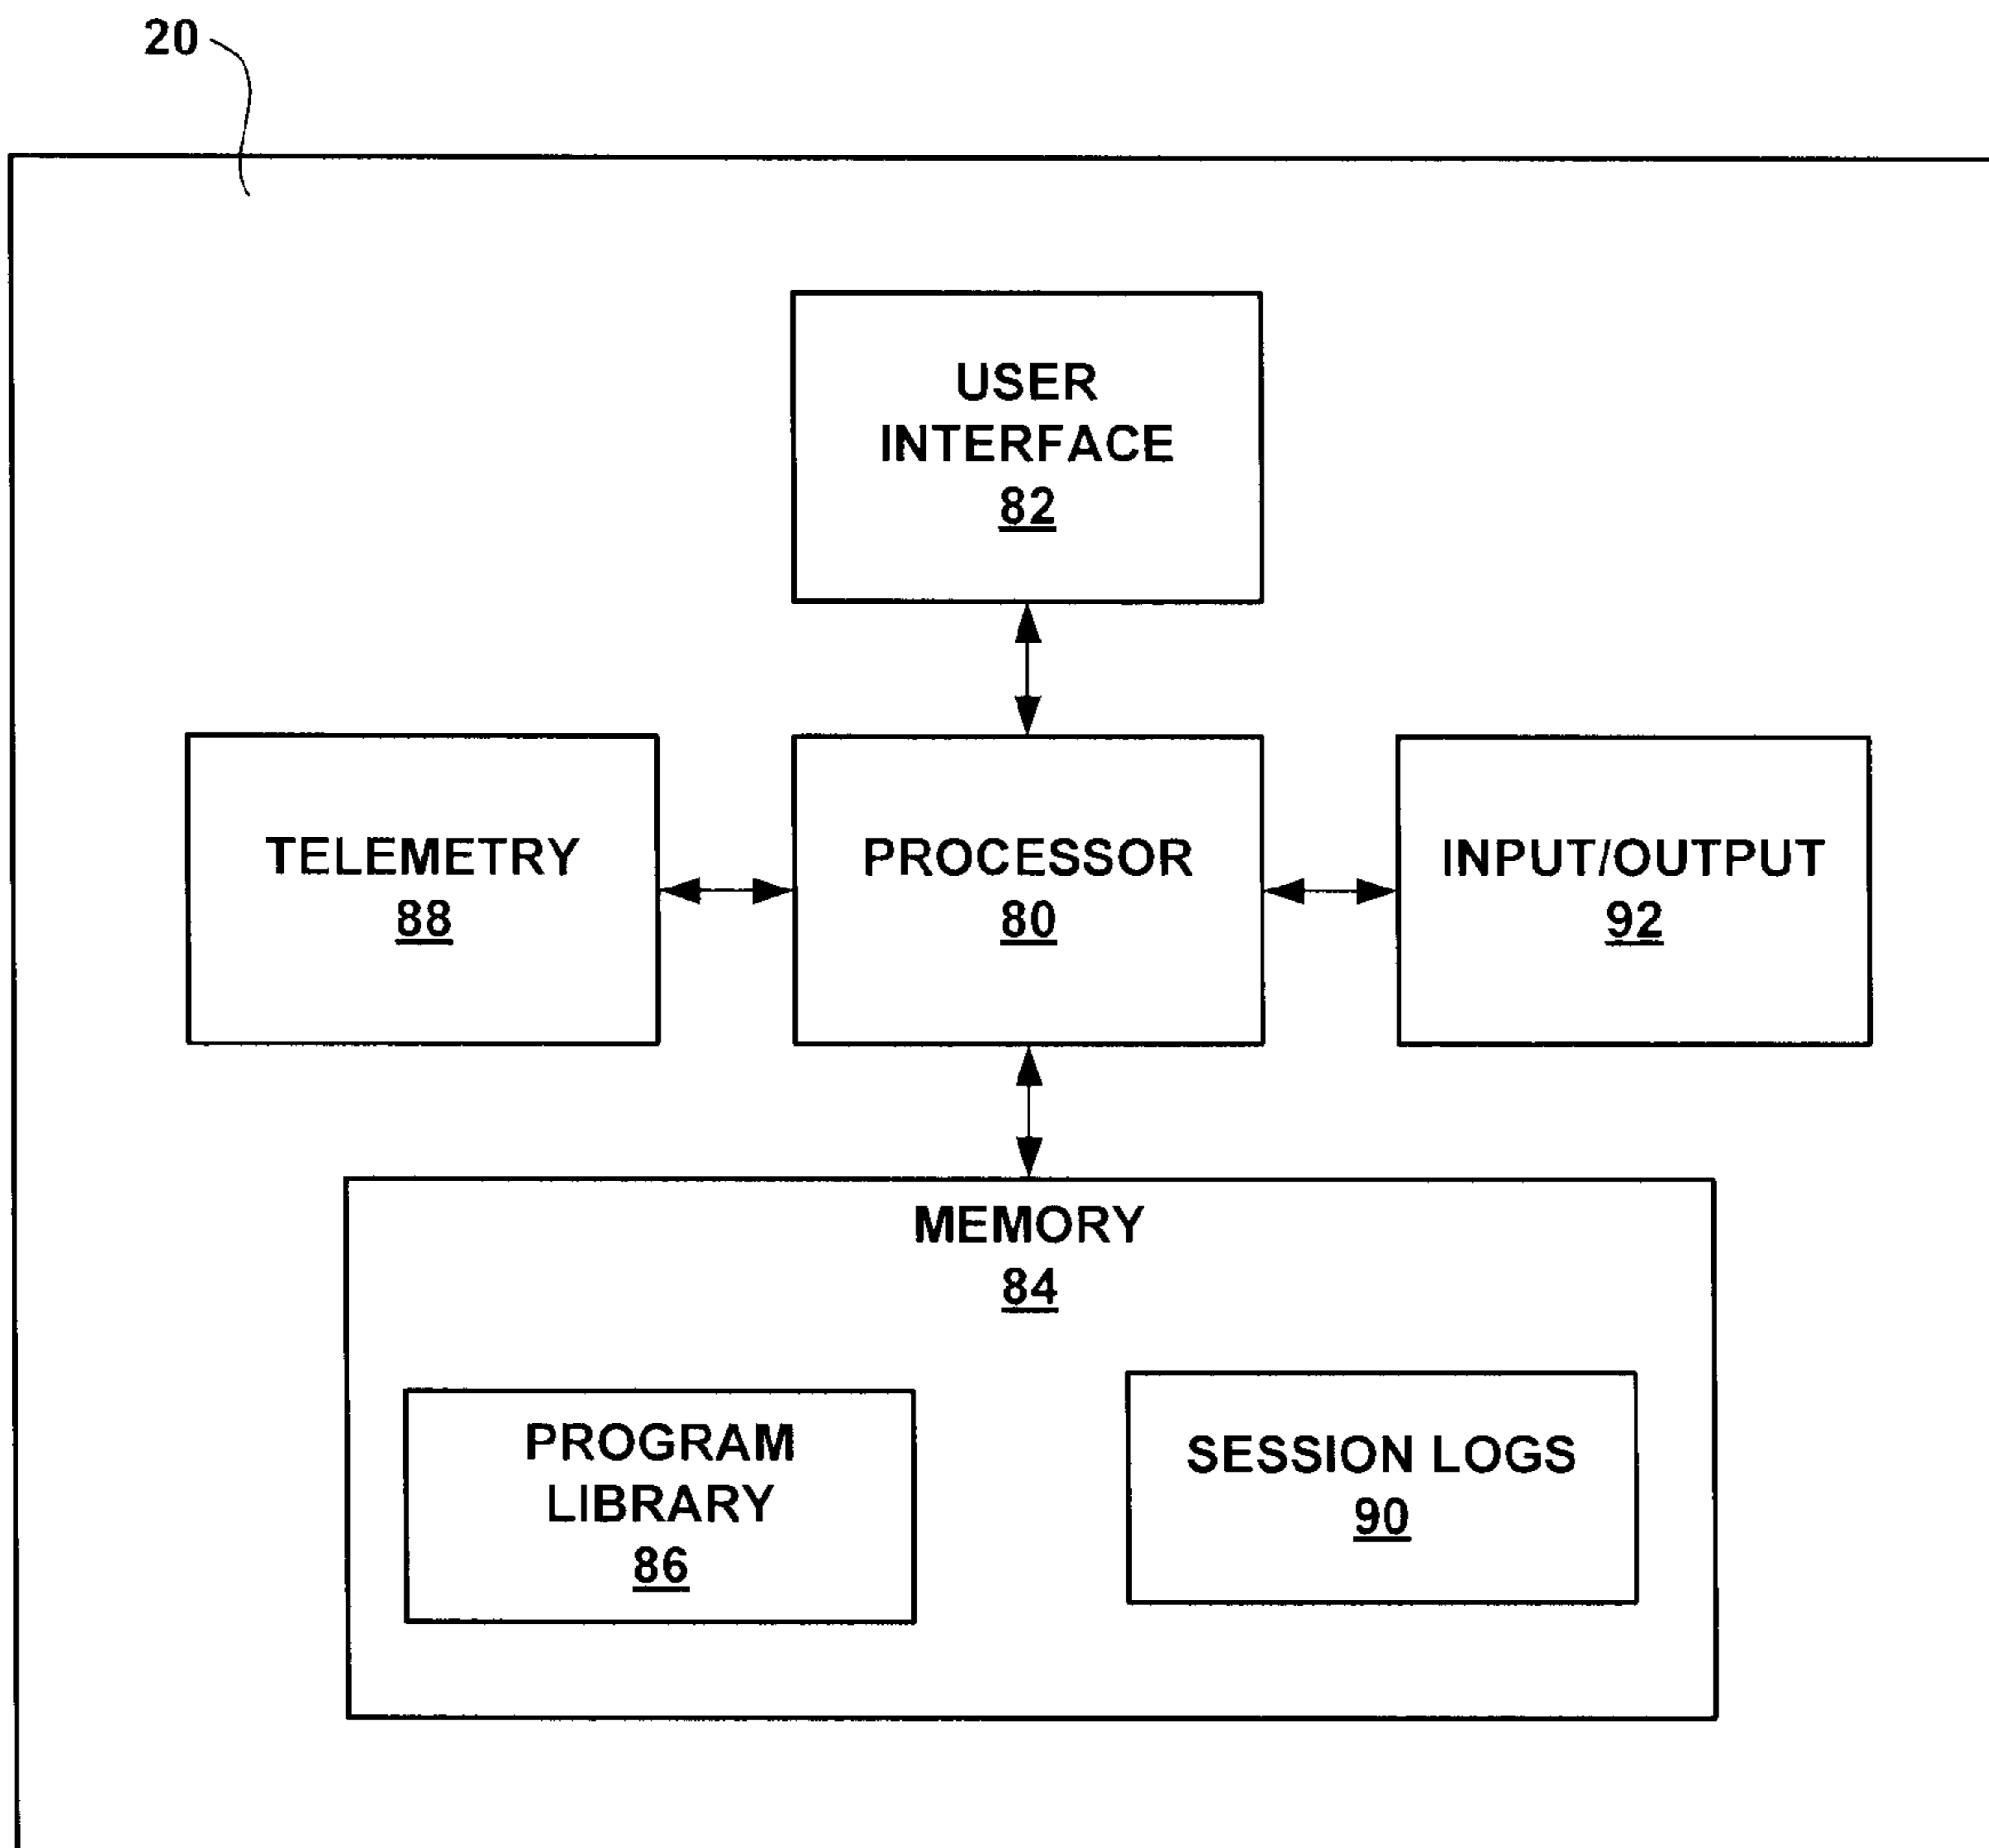 20
USER
INTERFACE
82
TELEMETRY
88
PROCESSOR
80
INPUT/OUTPUT
92
MEMORY
84
PROGRAM
LIBRARY
86
SESSION LOGS
90